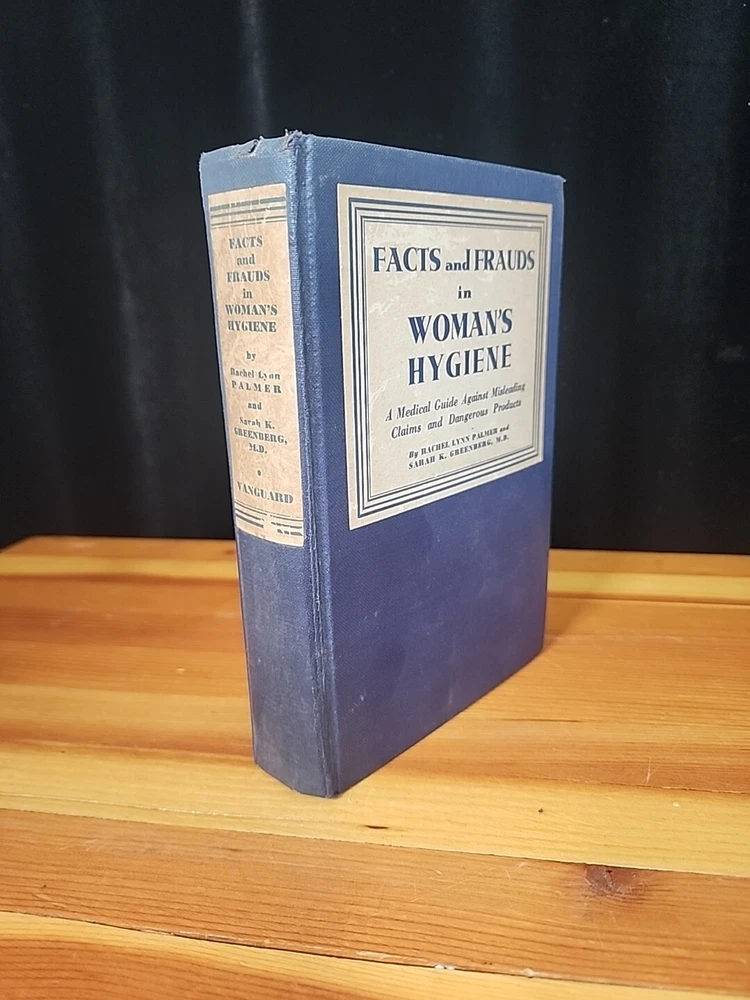 FACTS
and
FRAUDS
in
WOMAN'S
HYGIENE
by
Rachel Lynn
PALMER
and
Sarah K.
GREENBERG,
M.D.
VANGUARD
FACTS and FRAUDS
in
WOMAN'S
HYGIENE
A Medical Guide Against Misleading
Claims and Dangerous Products
By RACHEL LYNN PALMER and
SARAH K. GREENBERG, M.D.